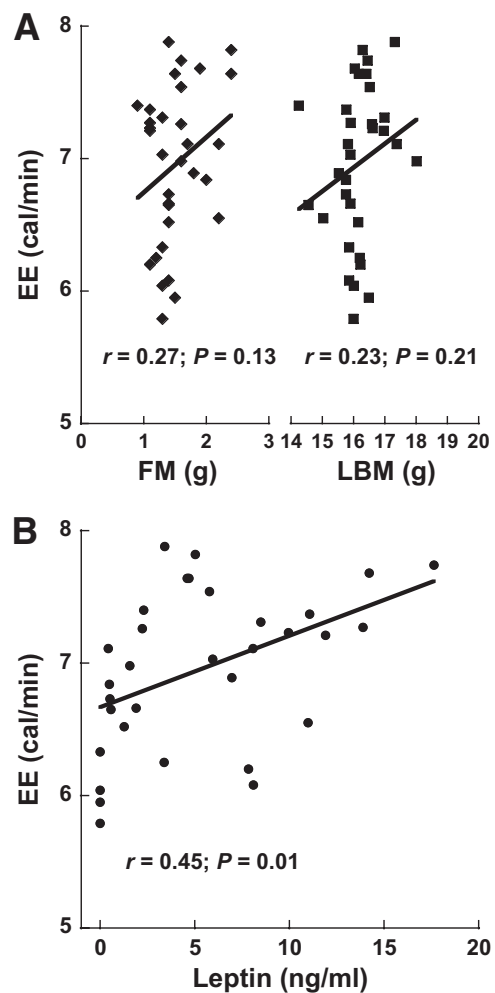 A
8
7
6
5
EE (cal/min)
r = 0.27; P = 0.13
r = 0.23; P = 0.21
0 1 2 3 14 15 16 17 18 19 20
FM (g) LBM (g)
B
8
7
6
5
EE (cal/min)
r = 0.45; P = 0.01
0 5 10 15 20
Leptin (ng/ml)